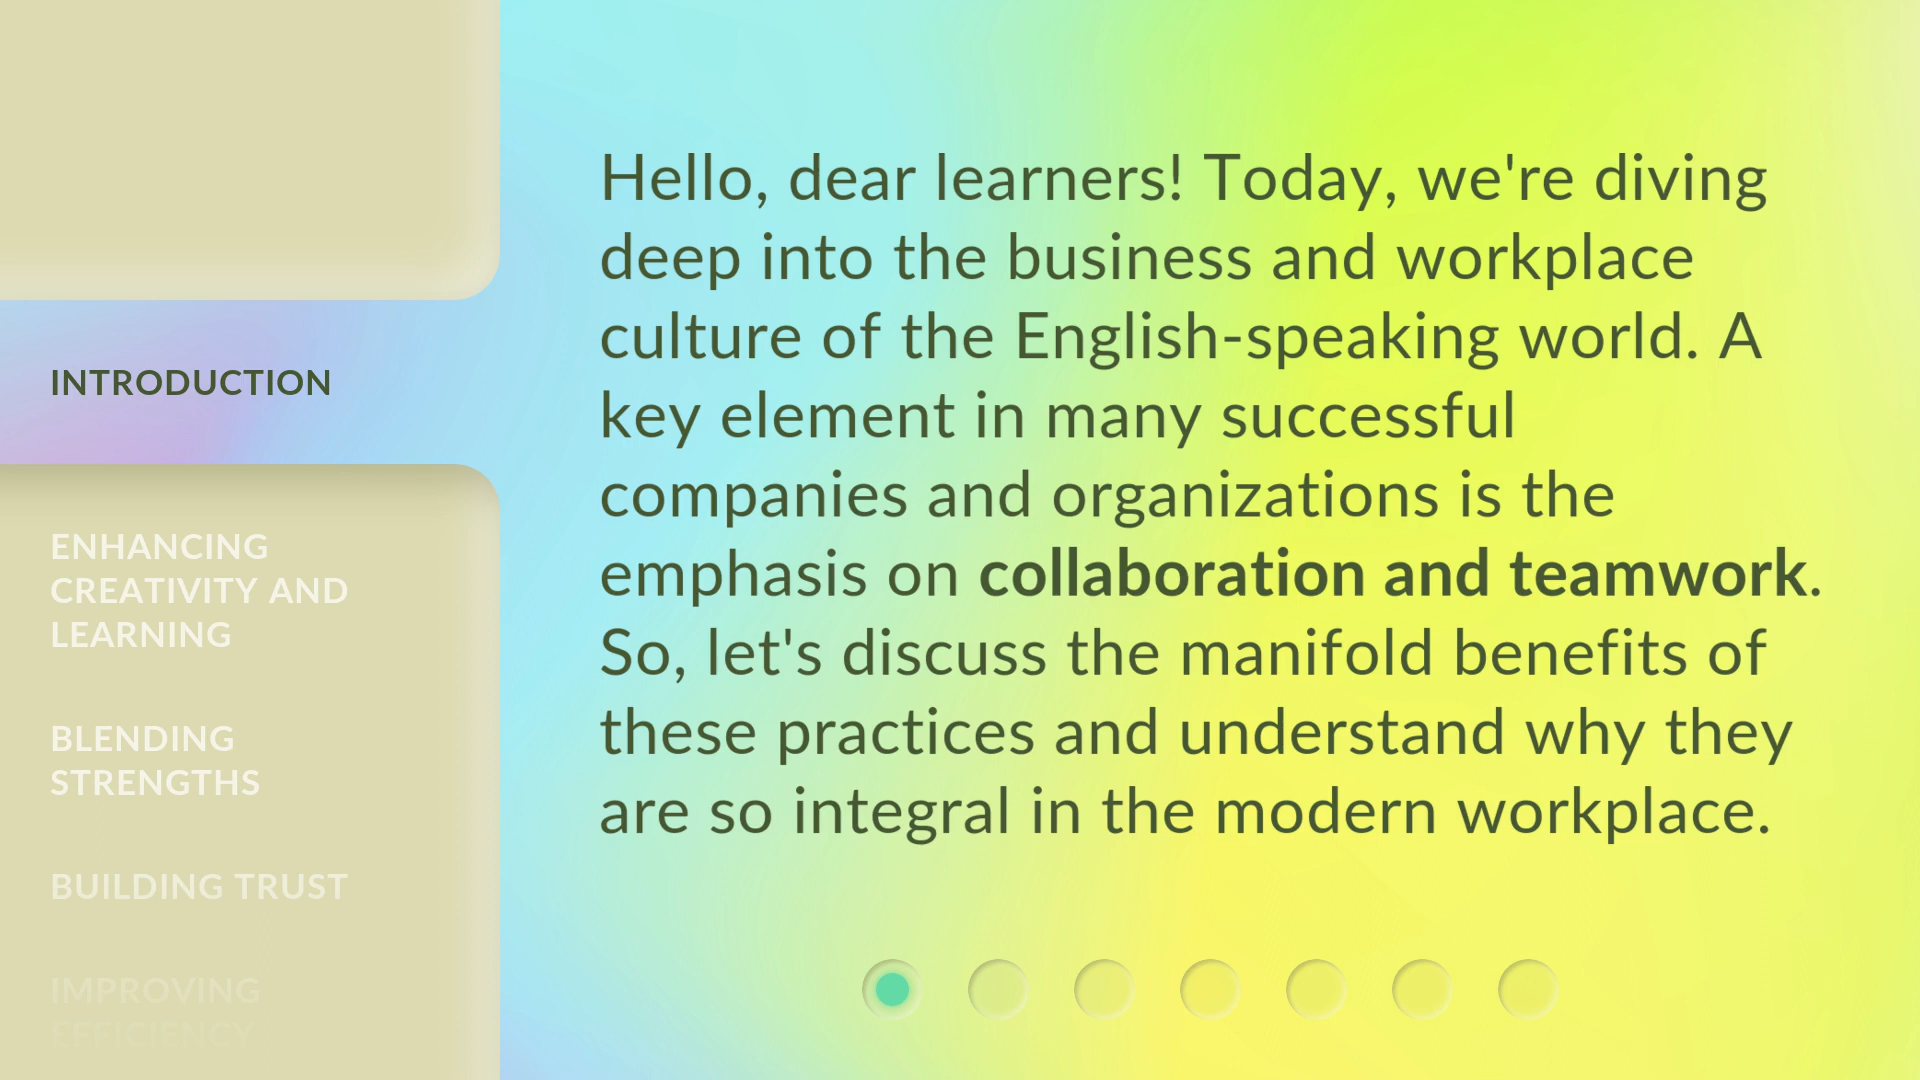 INTRODUCTION
ENHANCING
CREATIVITY AND
LEARNING
BLENDING
STRENGTHS
BUILDING TRUST
IMPROVING
EFFICIENCY
Hello, dear learners! Today, we're diving
deep into the business and workplace
culture of the English-speaking world. A
key element in many successful
companies and organizations is the
emphasis on collaboration and teamwork.
So, let's discuss the manifold benefits of
these practices and understand why they
are so integral in the modern workplace.